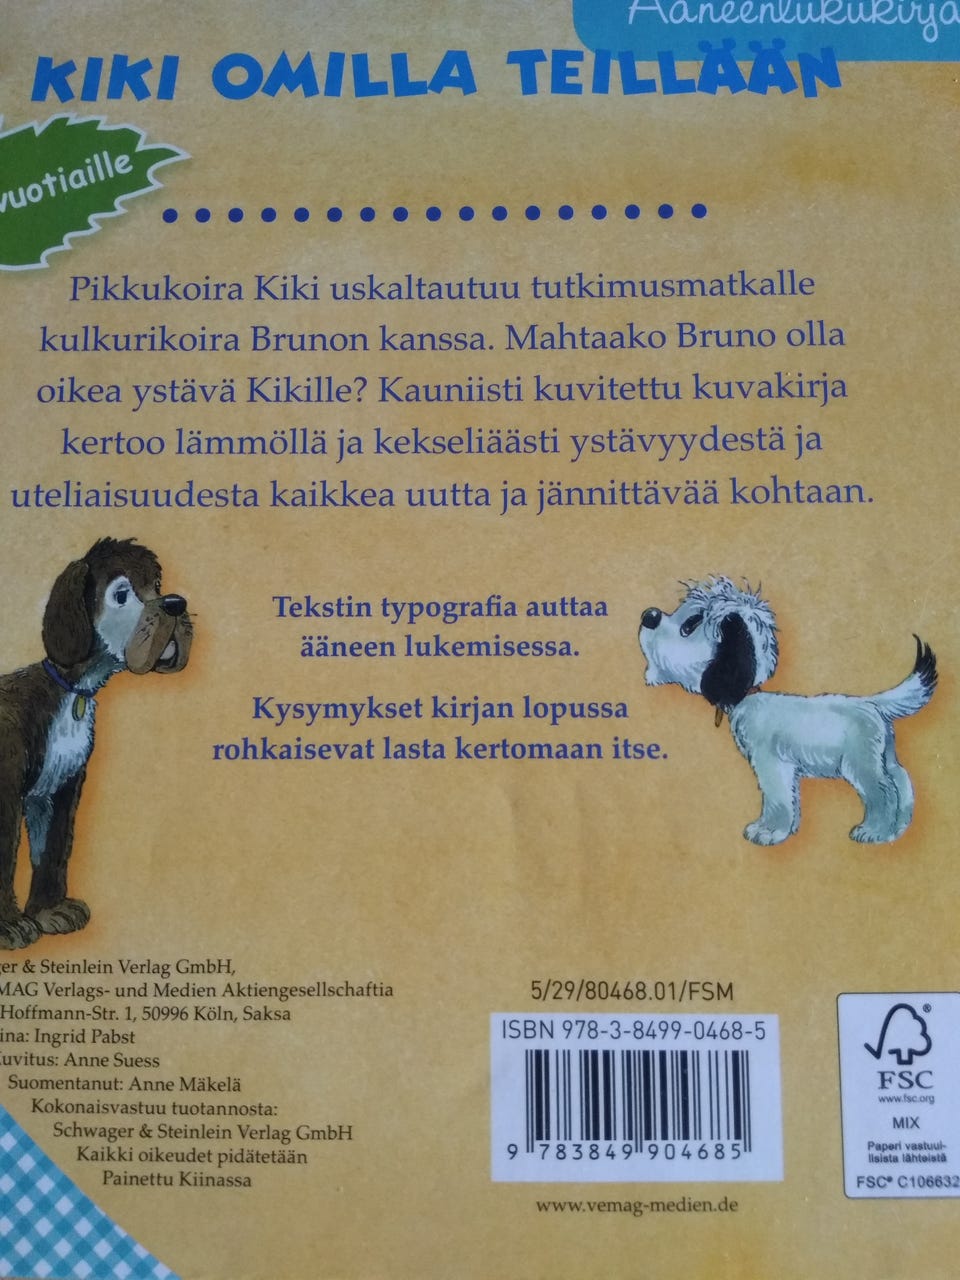 Ääneenlukukirja
KIKI OMILLA TEILLÄÄN
vuotiaille
Pikkukoira Kiki uskaltautuu tutkimusmatkalle
kulkurikoira Brunon kanssa. Mahtaako Bruno olla
oikea ystävä Kikille? Kauniisti kuvitettu kuvakirja
kertoo lämmöllä ja kekseliäästi ystävyydestä ja
uteliaisuudesta kaikkea uutta ja jännittävää kohtaan.
Tekstin typografia auttaa
ääneen lukemisessa.
Kysymykset kirjan lopussa
rohkaisevat lasta kertomaan itse.
& Steinlein Verlag GmbH,
MAG Verlags- und Medien Aktiengesellschaftia
Hoffmann-Str. 1, 50996 Köln, Saksa
Ingrid Pabst
Kuvitus: Anne Suess
Suomentanut: Anne Mäkelä
Kokonaisvastuu tuotannosta:
Schwager & Steinlein Verlag GmbH
Kaikki oikeudet pidätetään
Painettu Kiinassa
5/29/80468.01/FSM
ISBN 978-3-8499-0468-5
9 783849 904685
www.vemag-medien.de
®
FSC
www.fsc.org
MIX
Paperi vastuul-
lisista lähteistä
FSC® C106632